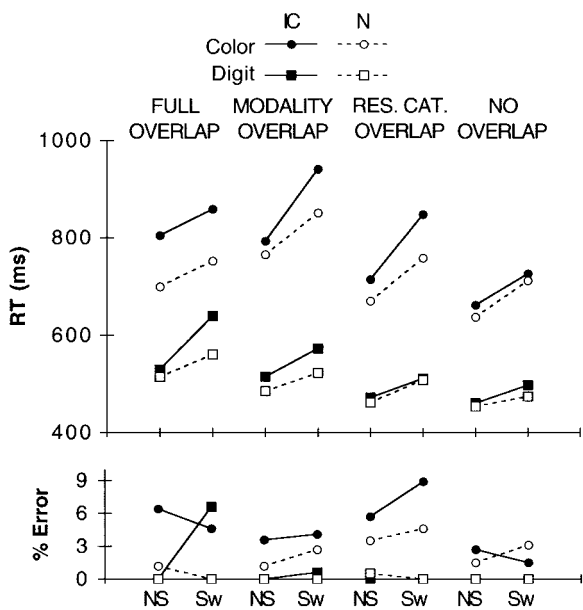 IC N
Color
Digit
FULL MODALITY RES. CAT. NO
OVERLAP OVERLAP OVERLAP OVERLAP
1000
800
600
400
RT (ms)
9
6
3
0
% Error
NS Sw NS Sw NS Sw NS Sw